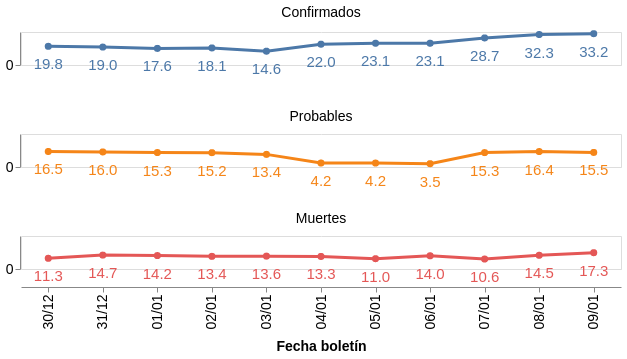 Confirmados
0
19.8 19.0 17.6 18.1 14.6 22.0 23.1 23.1 28.7 32.3 33.2
Probables
0
16.5 16.0 15.3 15.2 13.4 4.2 4.2 3.5 15.3 16.4 15.5
Muertes
0
11.3 14.7 14.2 13.4 13.6 13.3 11.0 14.0 10.6 14.5 17.3
30/12 31/12 01/01 02/01 03/01 04/01 05/01 06/01 07/01 08/01 09/01
Fecha boletín